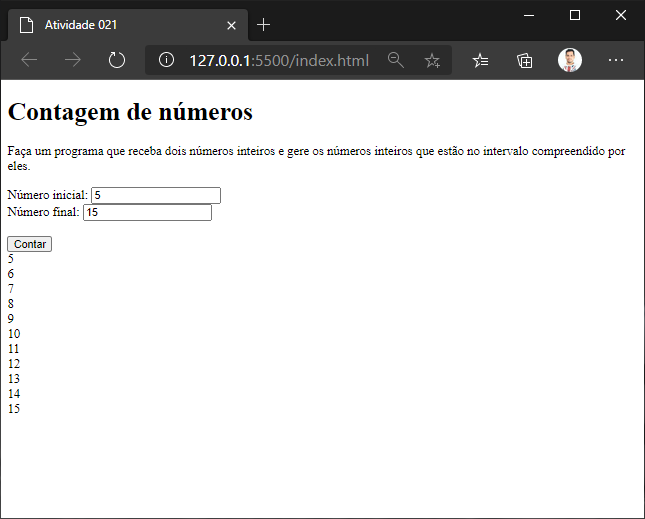 Atividade 021
127.0.0.1:5500/index.html
Contagem de números
Faça um programa que receba dois números inteiros e gere os números inteiros que estão no intervalo compreendido por
eles.
Número inicial: 5
Número final: 15
Contar
5
6
7
8
9
10
11
12
13
14
15